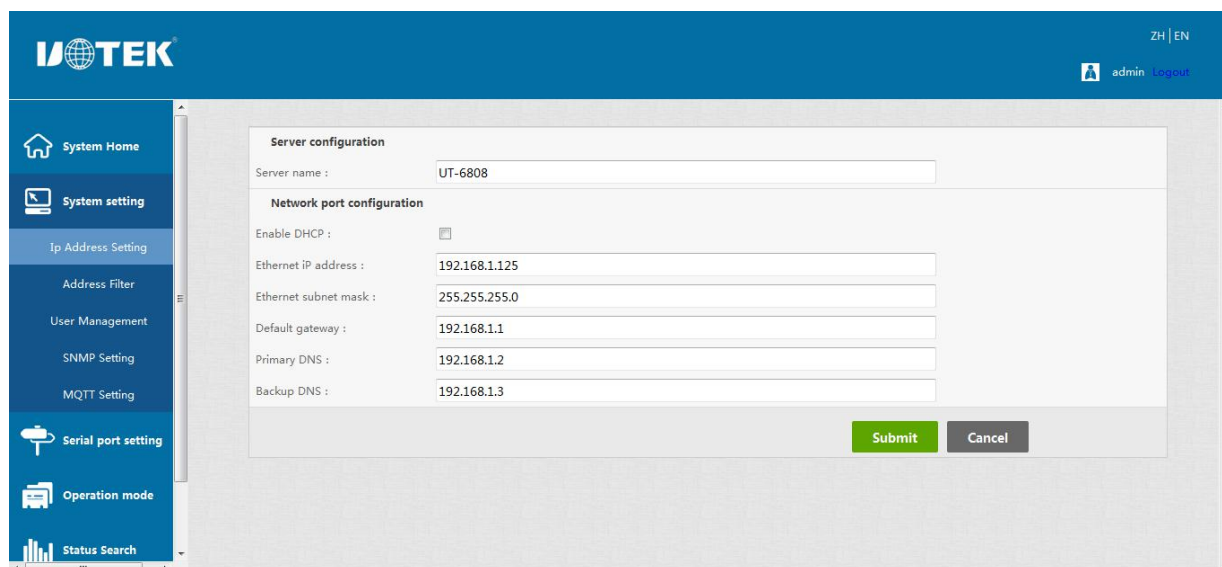 UTEK®
ZH | EN
admin Logout
System Home
System setting
Ip Address Setting
Address Filter
User Management
SNMP Setting
MQTT Setting
Serial port setting
Operation mode
Status Search
Server configuration
Server name : UT-6808
Network port configuration
Enable DHCP :
Ethernet iP address : 192.168.1.125
Ethernet subnet mask : 255.255.255.0
Default gateway : 192.168.1.1
Primary DNS : 192.168.1.2
Backup DNS : 192.168.1.3
Submit Cancel